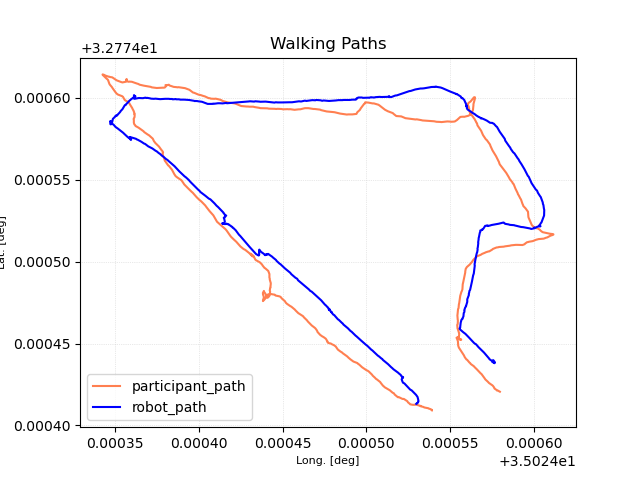 Walking Paths
+3.2774e1
0.00060
0.00055
0.00050
0.00045
0.00040
Lat. [deg]
participant_path
robot_path
0.00035 0.00040 0.00045 0.00050 0.00055 0.00060
Long. [deg]
+3.5024e1